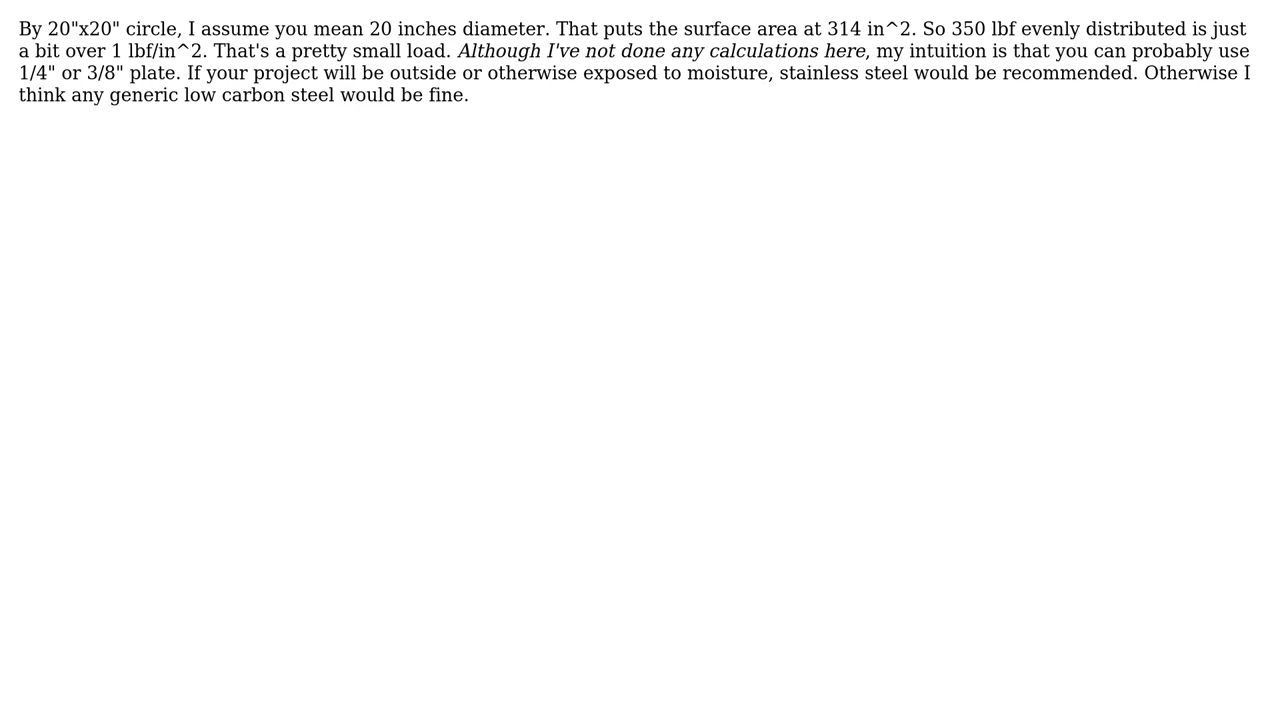 By 20"x20" circle, I assume you mean 20 inches diameter. That puts the surface area at 314 in^2. So 350 lbf evenly distributed is just
a bit over 1 lbf/in^2. That's a pretty small load. Although I've not done any calculations here, my intuition is that you can probably use
1/4" or 3/8" plate. If your project will be outside or otherwise exposed to moisture, stainless steel would be recommended. Otherwise I
think any generic low carbon steel would be fine.